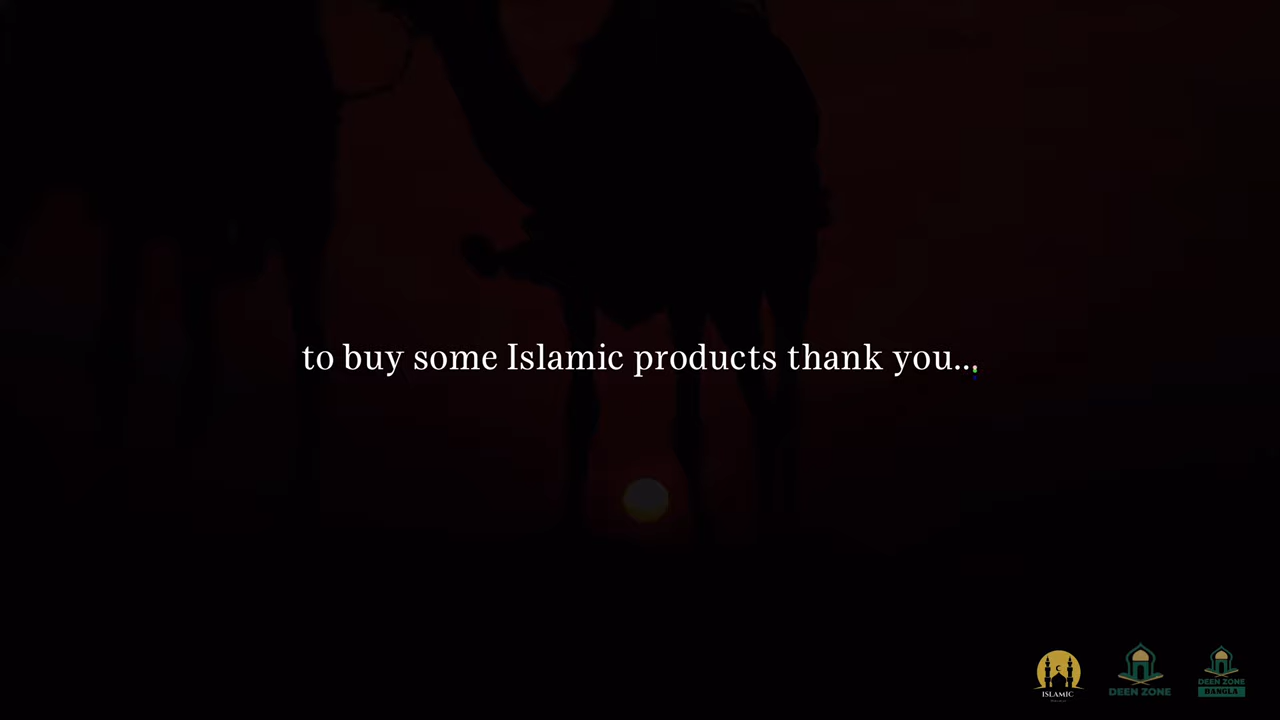 to buy some Islamic products thank you...
ISLAMIC
DEEN ZONE
DEEN ZONE
BANGLA